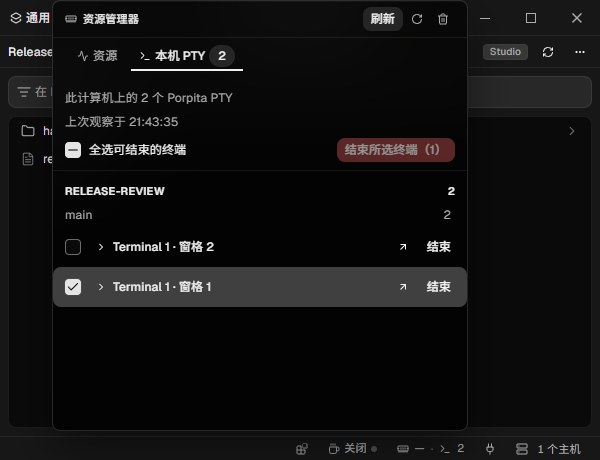 通用
资源管理器
刷新
Release
资源
本机 PTY 2
Studio
在
此计算机上的 2 个 Porpita PTY
上次观察于 21:43:35
全选可结束的终端
结束所选终端（1）
RELEASE-REVIEW 2
main 2
Terminal 1 · 窗格 2 结束
Terminal 1 · 窗格 1 结束
关闭
— · 2
1 个主机